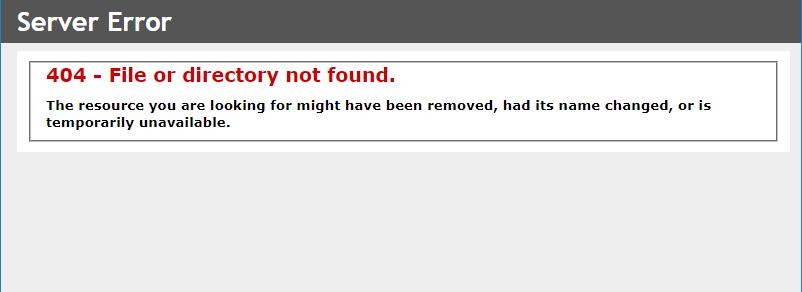 Server Error
404 - File or directory not found.
The resource you are looking for might have been removed, had its name changed, or is
temporarily unavailable.